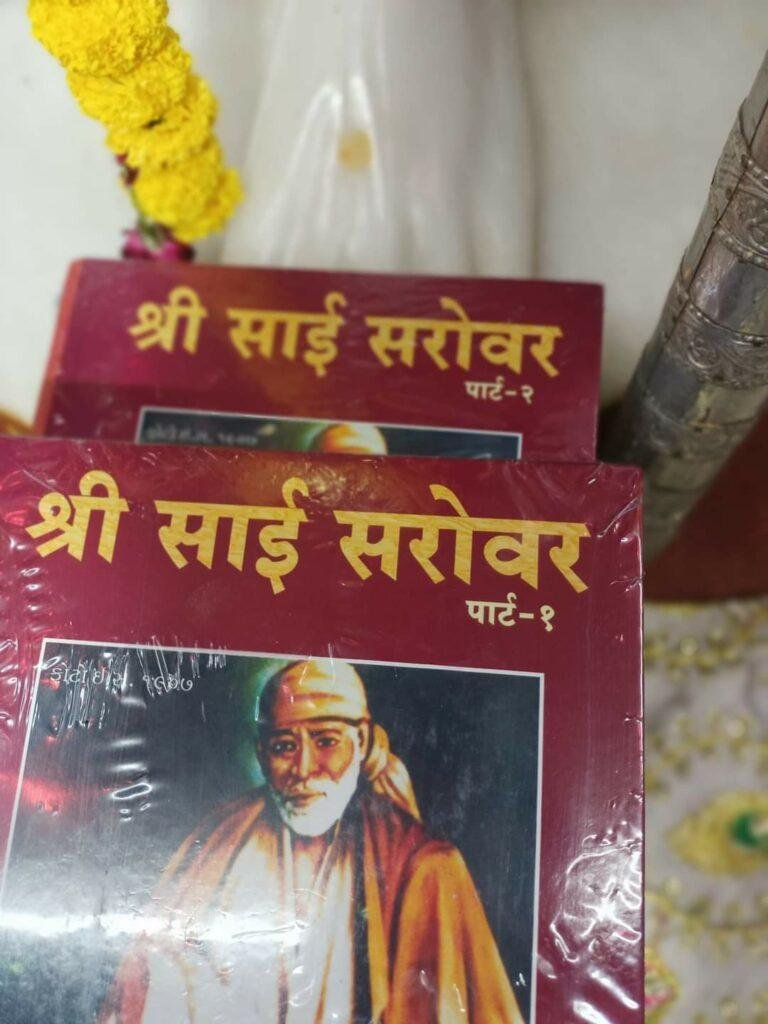 श्री साई सरोवर
पार्ट-२
श्री साई सरोवर
पार्ट-१